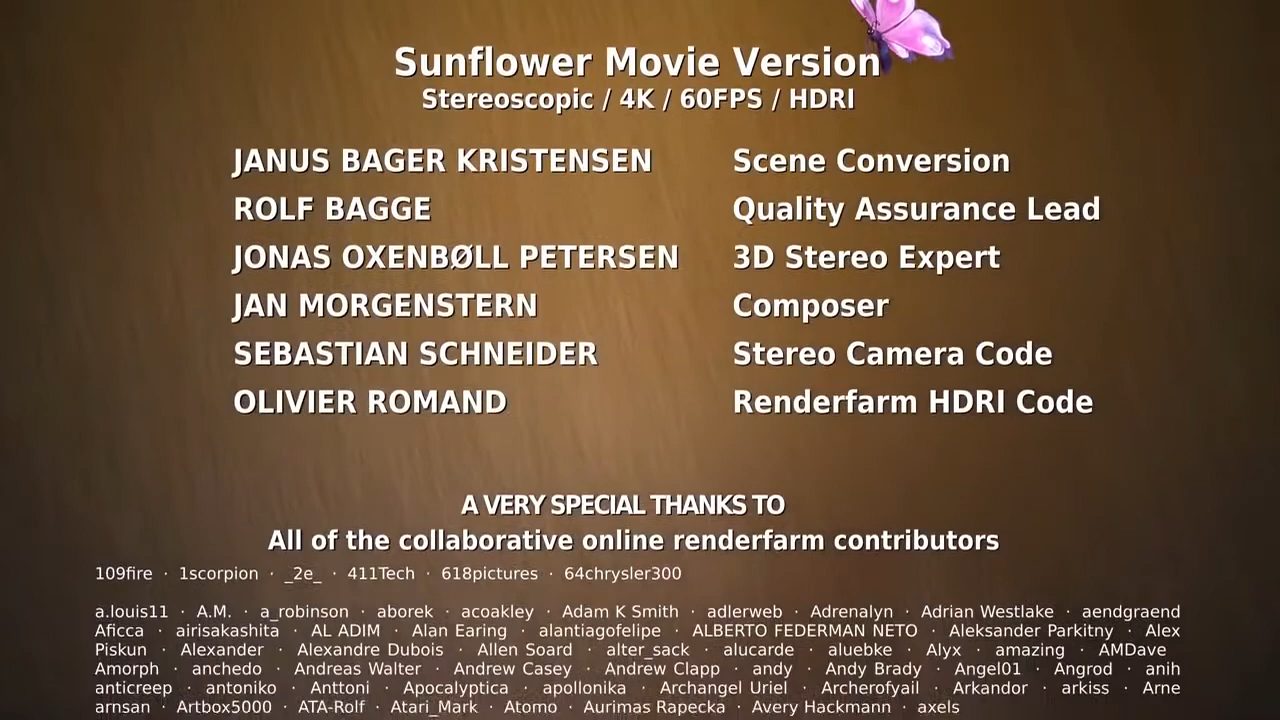 Sunflower Movie Version
Stereoscopic / 4K / 60FPS / HDRI
JANUS BAGER KRISTENSEN Scene Conversion
ROLF BAGGE Quality Assurance Lead
JONAS OXENBØLL PETERSEN 3D Stereo Expert
JAN MORGENSTERN Composer
SEBASTIAN SCHNEIDER Stereo Camera Code
OLIVIER ROMAND Renderfarm HDRI Code
A VERY SPECIAL THANKS TO
All of the collaborative online renderfarm contributors
109fire · 1scorpion · _2e_ · 411Tech · 618pictures · 64chrysler300
a.louis11 · A.M. · a_robinson · aborek · acoakley · Adam K Smith · adlerweb · Adrenalyn · Adrian Westlake · aendgraend
Aficca · airisakashita · AL ADIM · Alan Earing · alantiagofelipe · ALBERTO FEDERMAN NETO · Aleksander Parkitny · Alex
Piskun · Alexander · Alexandre Dubois · Allen Soard · alter_sack · alucarde · aluebke · Alyx · amazing · AMDave
Amorph · anchedo · Andreas Walter · Andrew Casey · Andrew Clapp · andy · Andy Brady · Angel01 · Angrod · anih
anticreep · antoniko · Anttoni · Apocalyptica · apollonika · Archangel Uriel · Archerofyail · Arkandor · arkiss · Arne
arnsan · Artbox5000 · ATA-Rolf · Atari_Mark · Atomo · Aurimas Rapecka · Avery Hackmann · axels